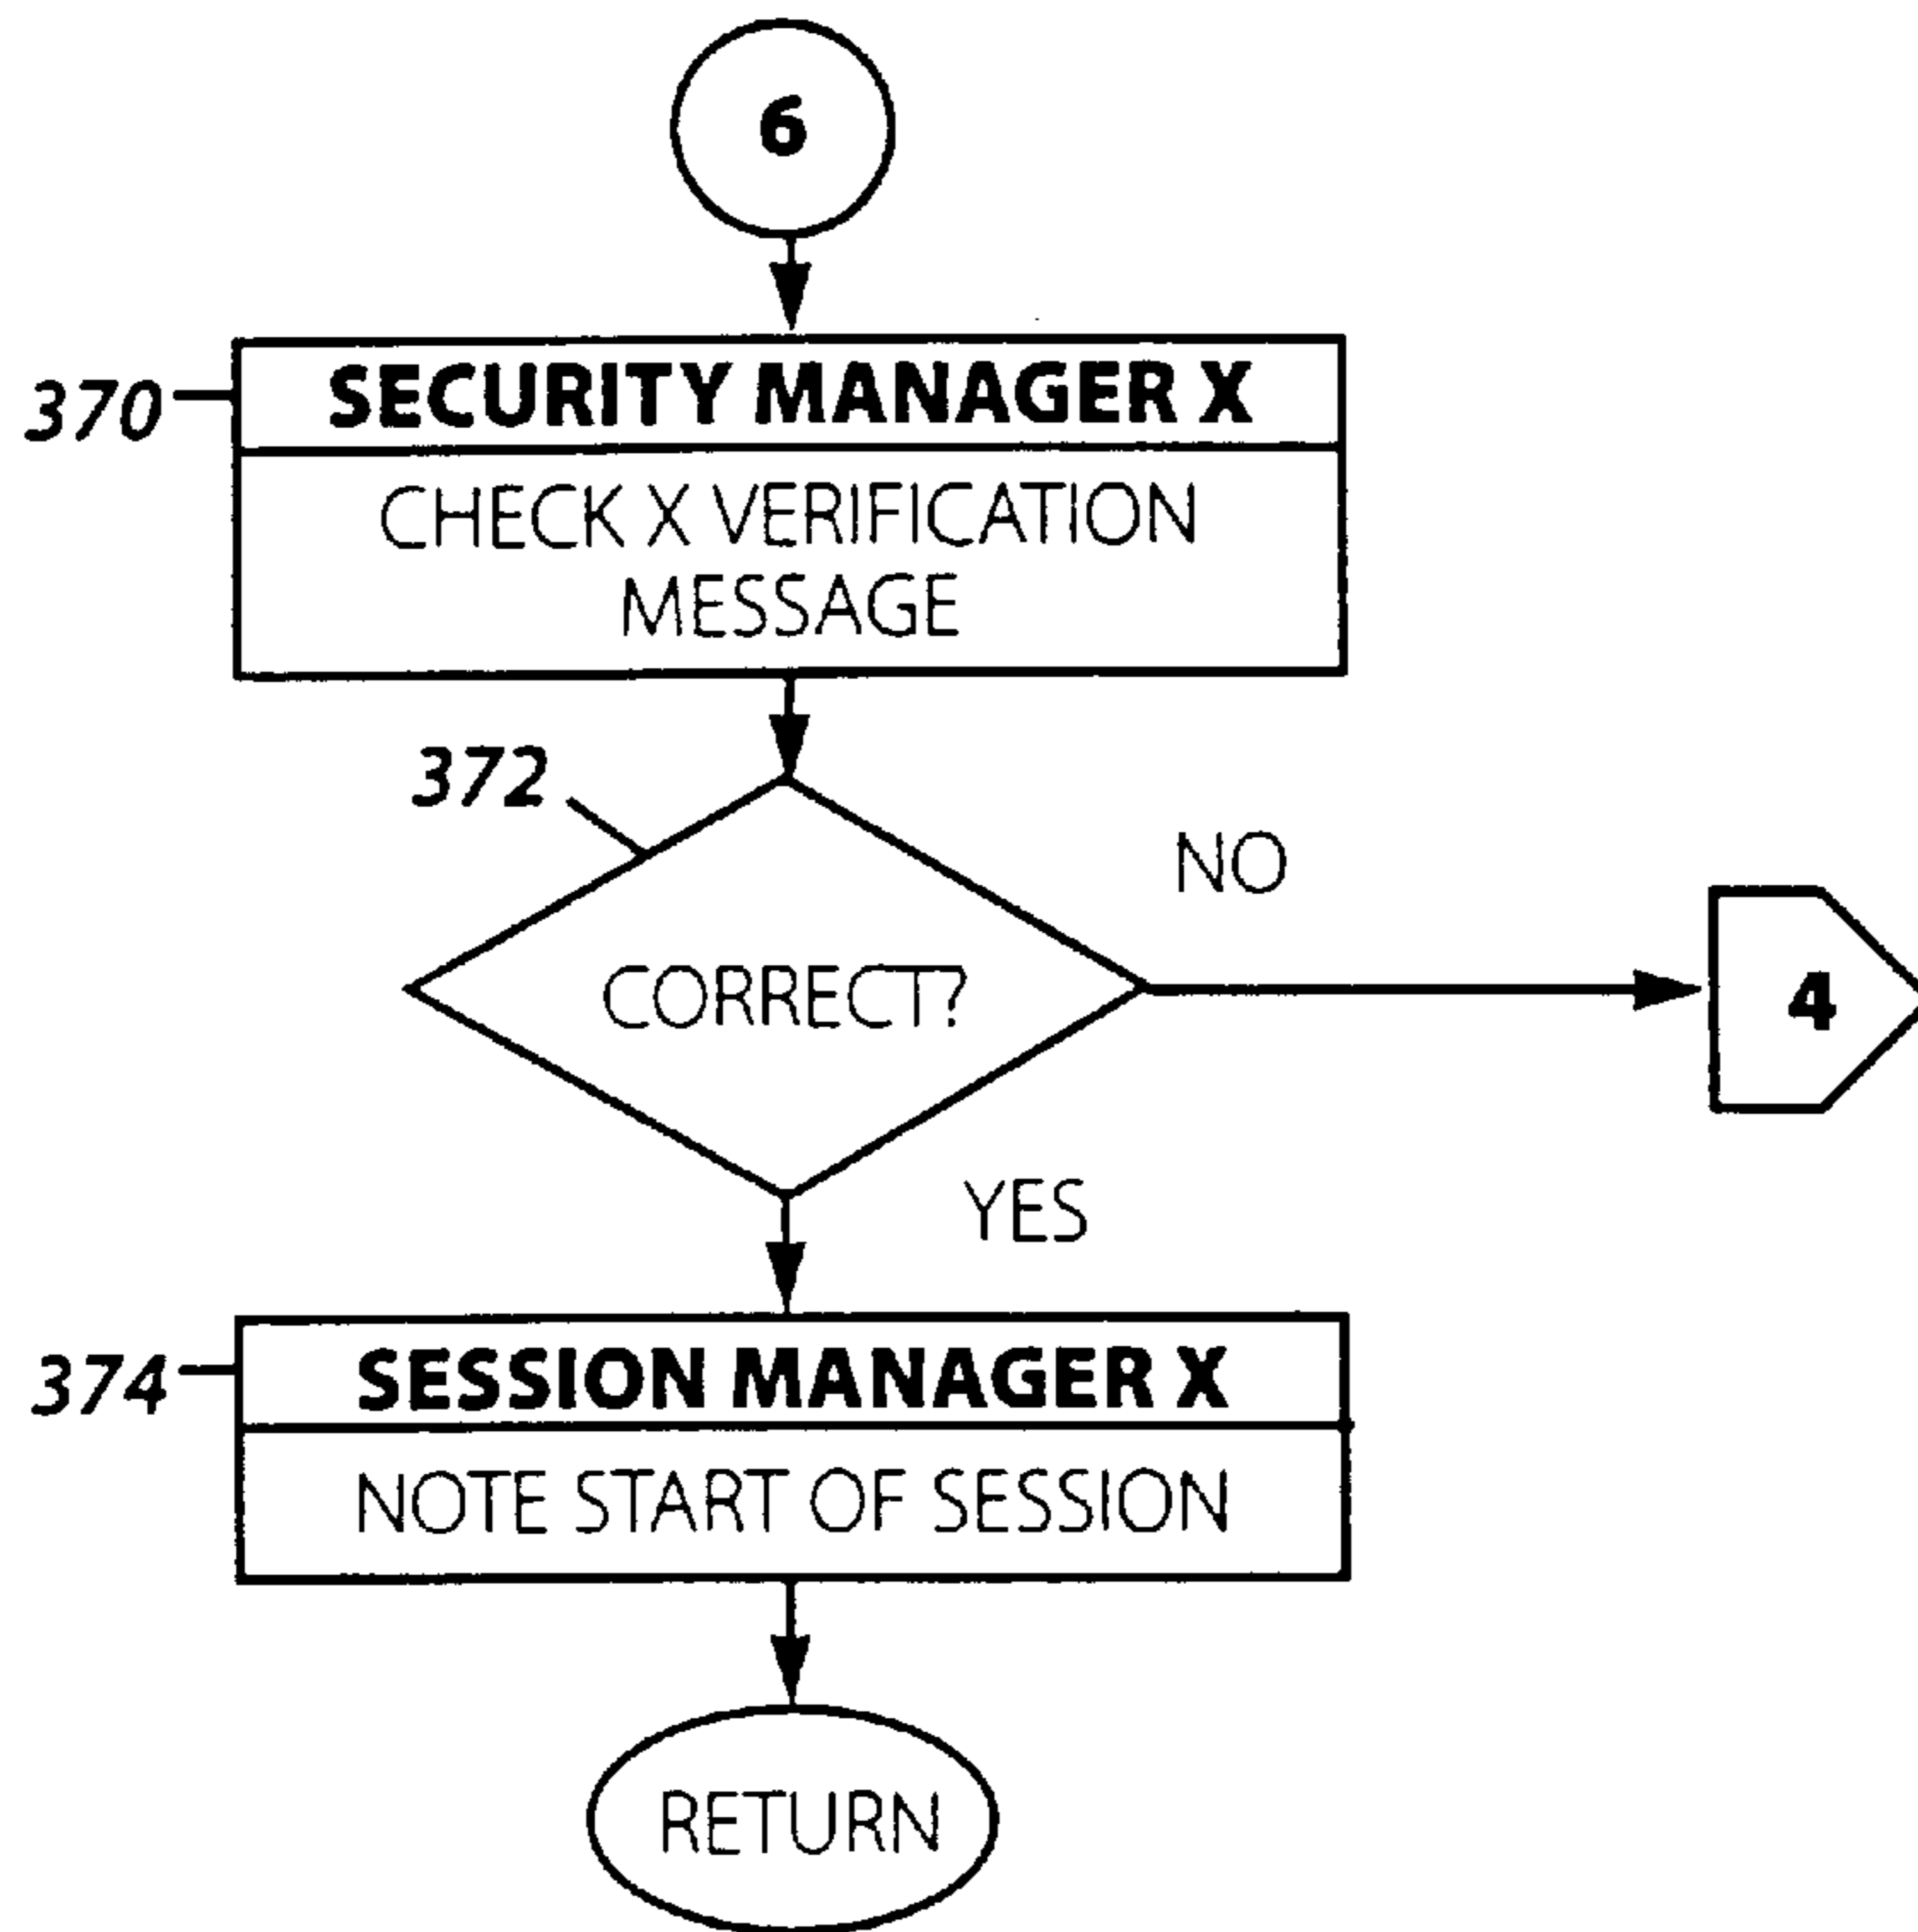 6
370
SECURITY MANAGER X
CHECK X VERIFICATION
MESSAGE
372
NO
CORRECT?
4
YES
374
SESSION MANAGER X
NOTE START OF SESSION
RETURN